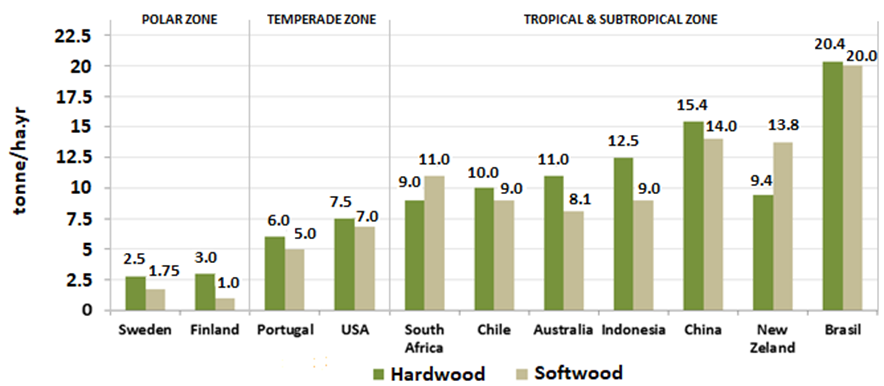 POLAR ZONE
TEMPERADE ZONE
TROPICAL & SUBTROPICAL ZONE
tonne/ha.yr
22.5
20
17.5
15
12.5
10
7.5
5
2.5
0
2.5 1.75
3.0 1.0
6.0 5.0
7.5 7.0
9.0 11.0
10.0 9.0
11.0 8.1
12.5 9.0
15.4 14.0
9.4 13.8
20.4 20.0
Sweden
Finland
Portugal
USA
South
Africa
Chile
Australia
Indonesia
China
New
Zeland
Brasil
Hardwood
Softwood